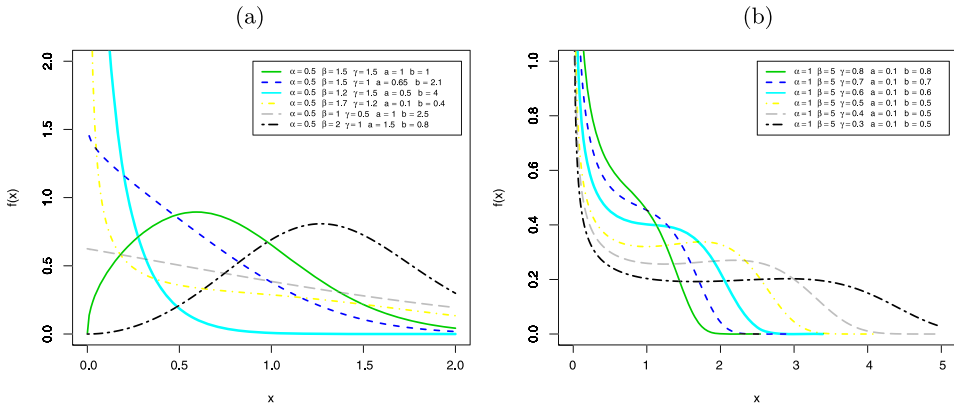 (a)
f(x)
2.0
1.5
1.0
0.5
0.0
α = 0.5 β = 1.5 γ = 1.5 a = 1 b = 1
α = 0.5 β = 1.5 γ = 1 a = 0.65 b = 2.1
α = 0.5 β = 1.2 γ = 1.5 a = 0.5 b = 4
α = 0.5 β = 1.7 γ = 1.2 a = 0.1 b = 0.4
α = 0.5 β = 1 γ = 0.5 a = 1 b = 2.5
α = 0.5 β = 2 γ = 1 a = 1.5 b = 0.8
0.0 0.5 1.0 1.5 2.0
x
(b)
f(x)
1.0
0.8
0.6
0.4
0.2
0.0
α = 1 β = 5 γ = 0.8 a = 0.1 b = 0.8
α = 1 β = 5 γ = 0.7 a = 0.1 b = 0.7
α = 1 β = 5 γ = 0.6 a = 0.1 b = 0.6
α = 1 β = 5 γ = 0.5 a = 0.1 b = 0.5
α = 1 β = 5 γ = 0.4 a = 0.1 b = 0.5
α = 1 β = 5 γ = 0.3 a = 0.1 b = 0.5
0 1 2 3 4 5
x